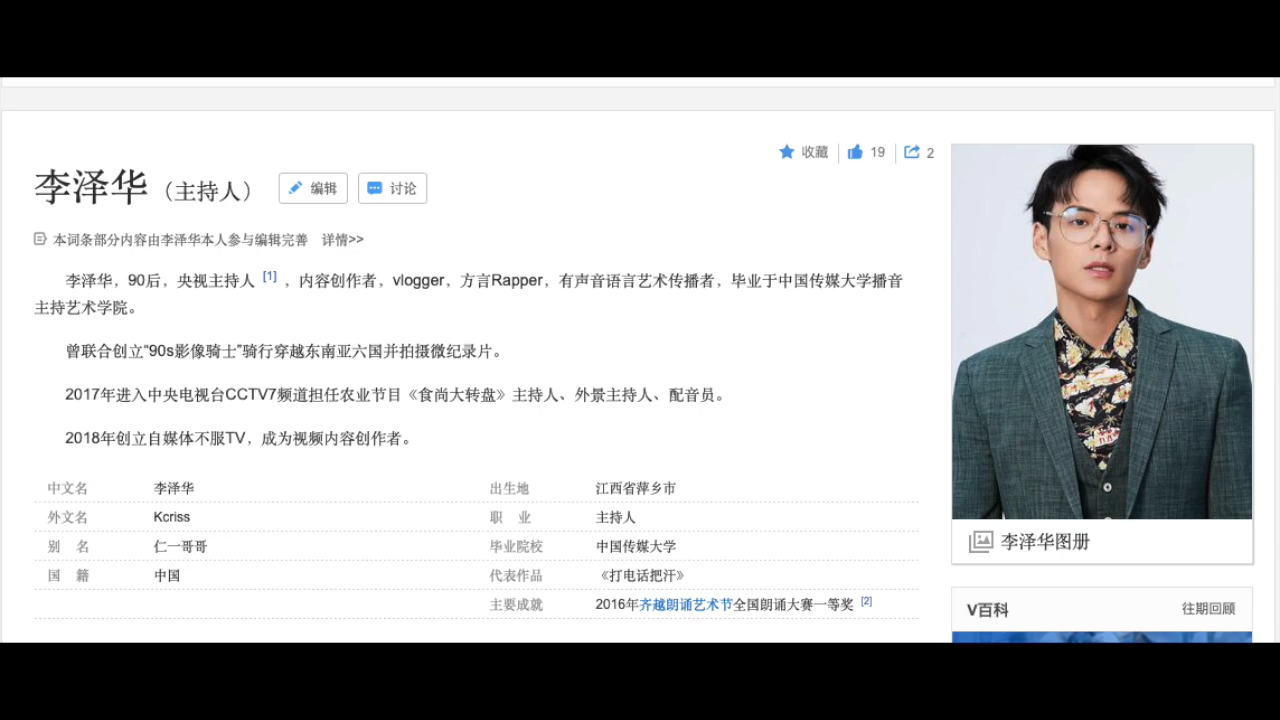 收藏 19 2
李泽华（主持人） 编辑 讨论
本词条部分内容由李泽华本人参与编辑完善 详情>>
李泽华，90后，央视主持人 [1] ，内容创作者，vlogger，方言Rapper，有声音语言艺术传播者，毕业于中国传媒大学播音
主持艺术学院。
曾联合创立“90s影像骑士”骑行穿越东南亚六国并拍摄微纪录片。
2017年进入中央电视台CCTV7频道担任农业节目《食尚大转盘》主持人、外景主持人、配音员。
2018年创立自媒体不服TV，成为视频内容创作者。
中文名 李泽华 出生地 江西省萍乡市
外文名 Kcriss 职 业 主持人
别 名 仁一哥哥 毕业院校 中国传媒大学
国 籍 中国 代表作品 《打电话把汗》
主要成就 2016年齐越朗诵艺术节全国朗诵大赛一等奖 [2]
李泽华图册
V百科 往期回顾